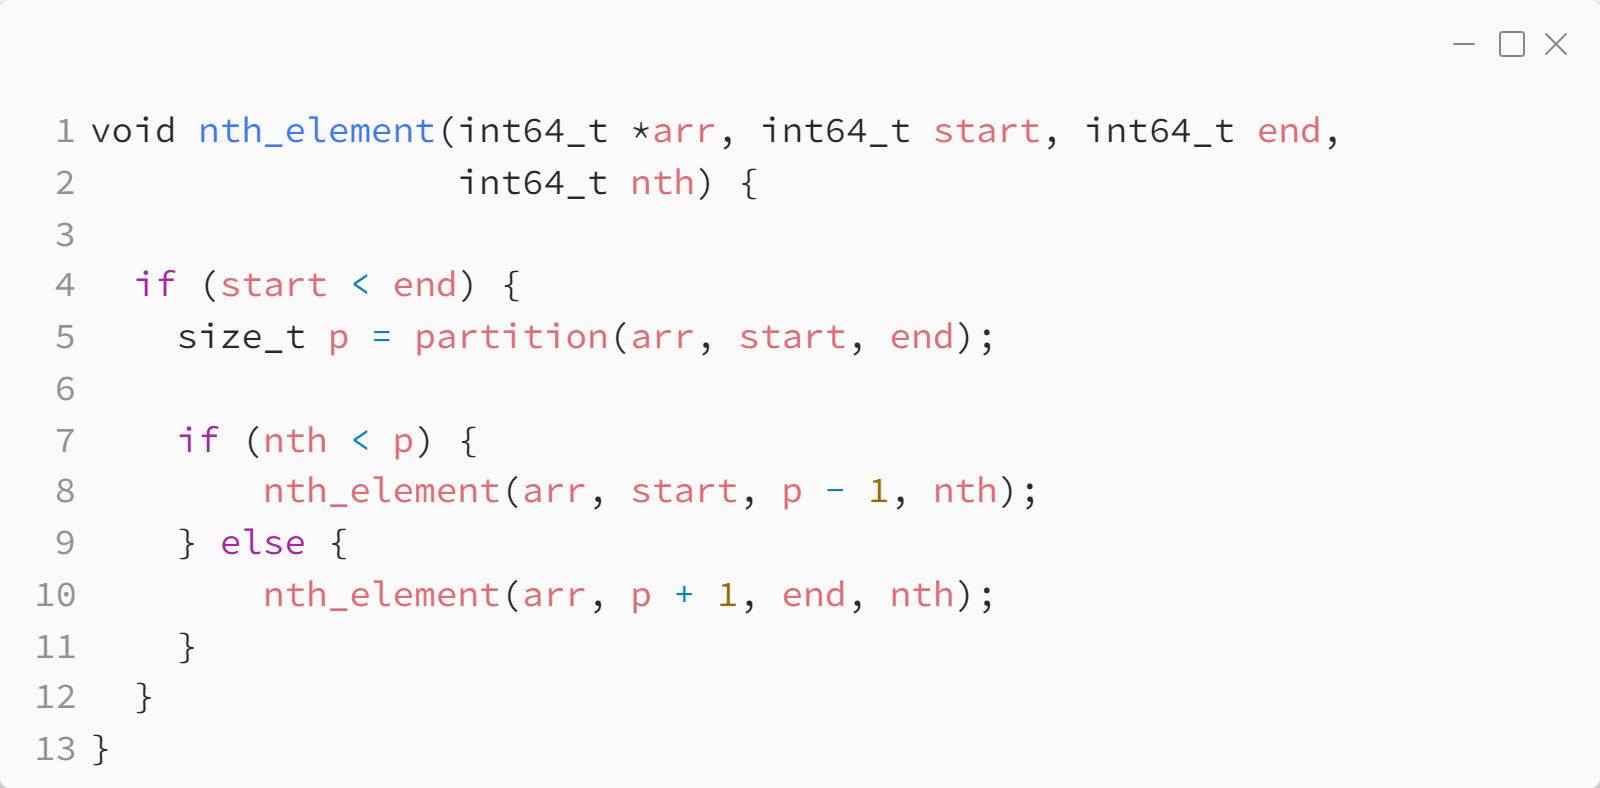 1 void nth_element(int64_t *arr, int64_t start, int64_t end,
2                  int64_t nth) {
3
4   if (start < end) {
5     size_t p = partition(arr, start, end);
6
7     if (nth < p) {
8         nth_element(arr, start, p - 1, nth);
9     } else {
10         nth_element(arr, p + 1, end, nth);
11     }
12   }
13 }